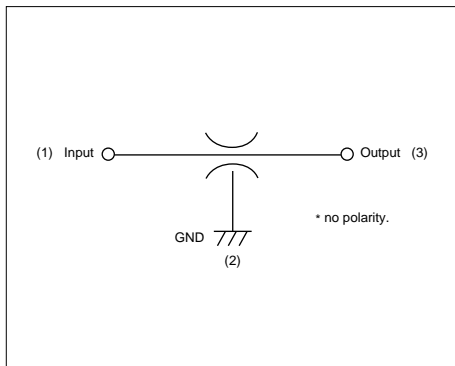 (1) Input Output (3)
* no polarity.
GND
(2)